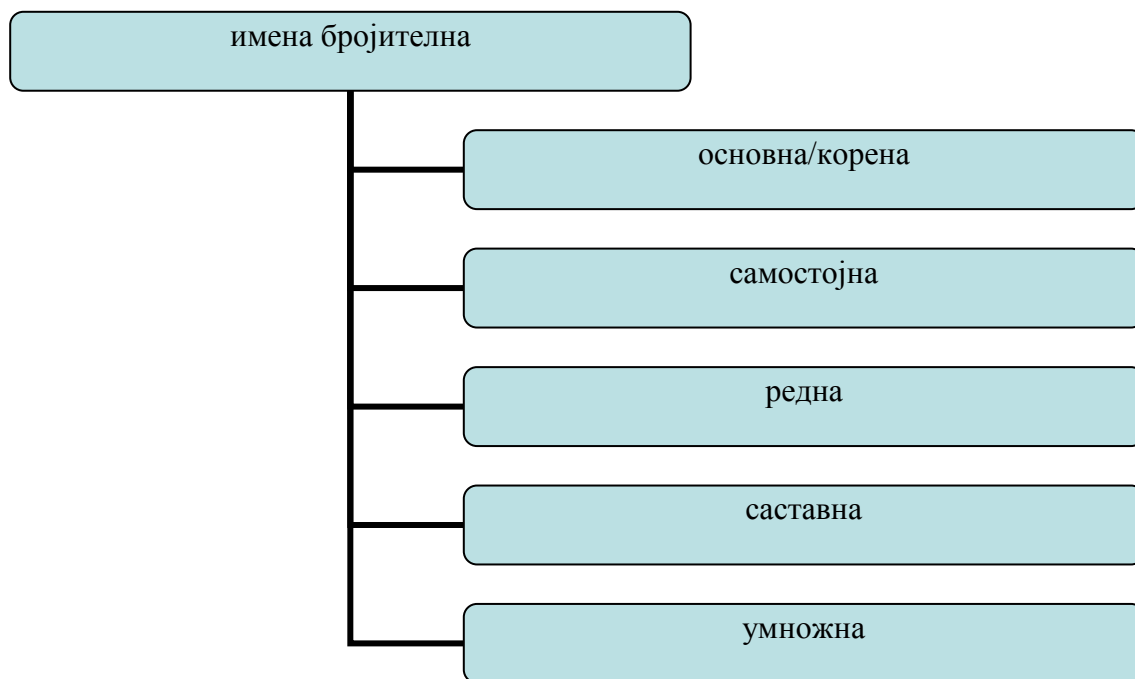 имена бројителна
основна/корена
самостојна
редна
саставна
умножна